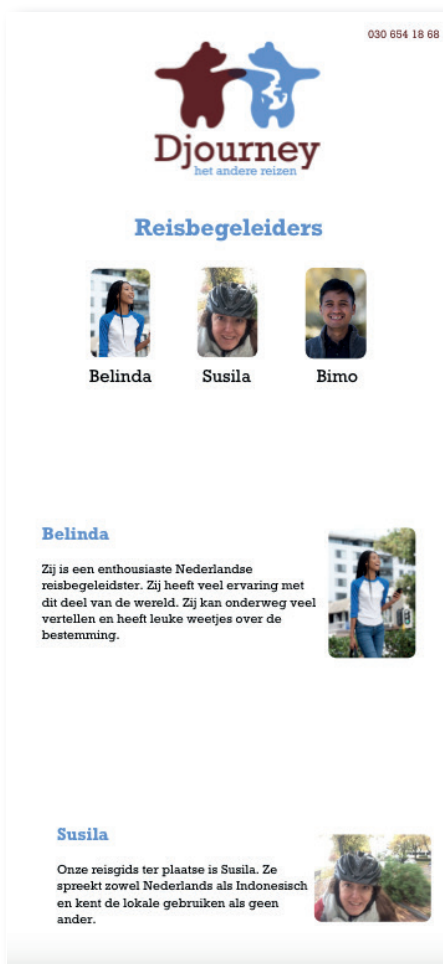 030 654 18 68
Djourney
het andere reizen
Reisbegeleiders
Belinda
Susila
Bimo
Belinda
Zij is een enthousiaste Nederlandse
reisbegeleidster. Zij heeft veel ervaring met
dit deel van de wereld. Zij kan onderweg veel
vertellen en heeft leuke weetjes over de
bestemming.
Susila
Onze reisgids ter plaatse is Susila. Ze
spreekt zowel Nederlands als Indonesisch
en kent de lokale gebruiken als geen
ander.